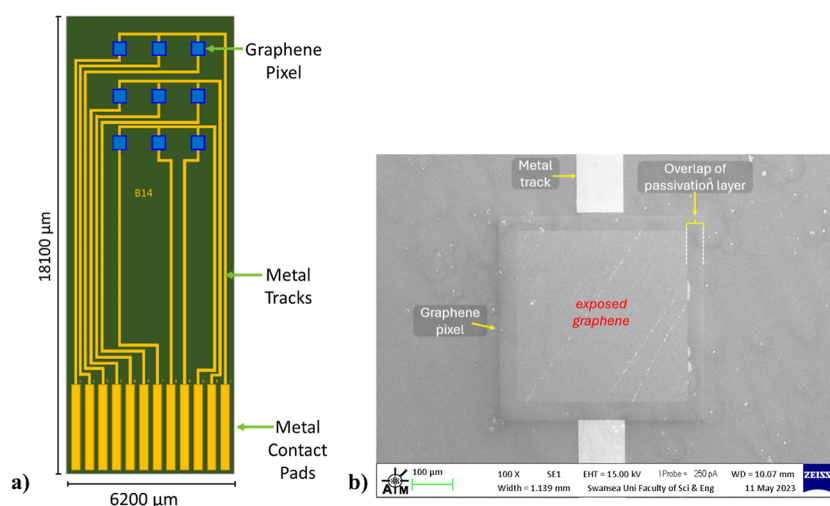 Graphene
Pixel
B14
18100 µm
Metal
Tracks
Metal
Contact
Pads
a)
6200 µm
Metal
track
Overlap of
passivation layer
Graphene
pixel
exposed
graphene
b)
ATM
100 µm
100 X
SE1
EHT = 15.00 kV
I Probe = 250 pA
WD = 10.07 mm
ZEISS
Width = 1.139 mm
Swansea Uni Faculty of Sci & Eng
11 May 2023